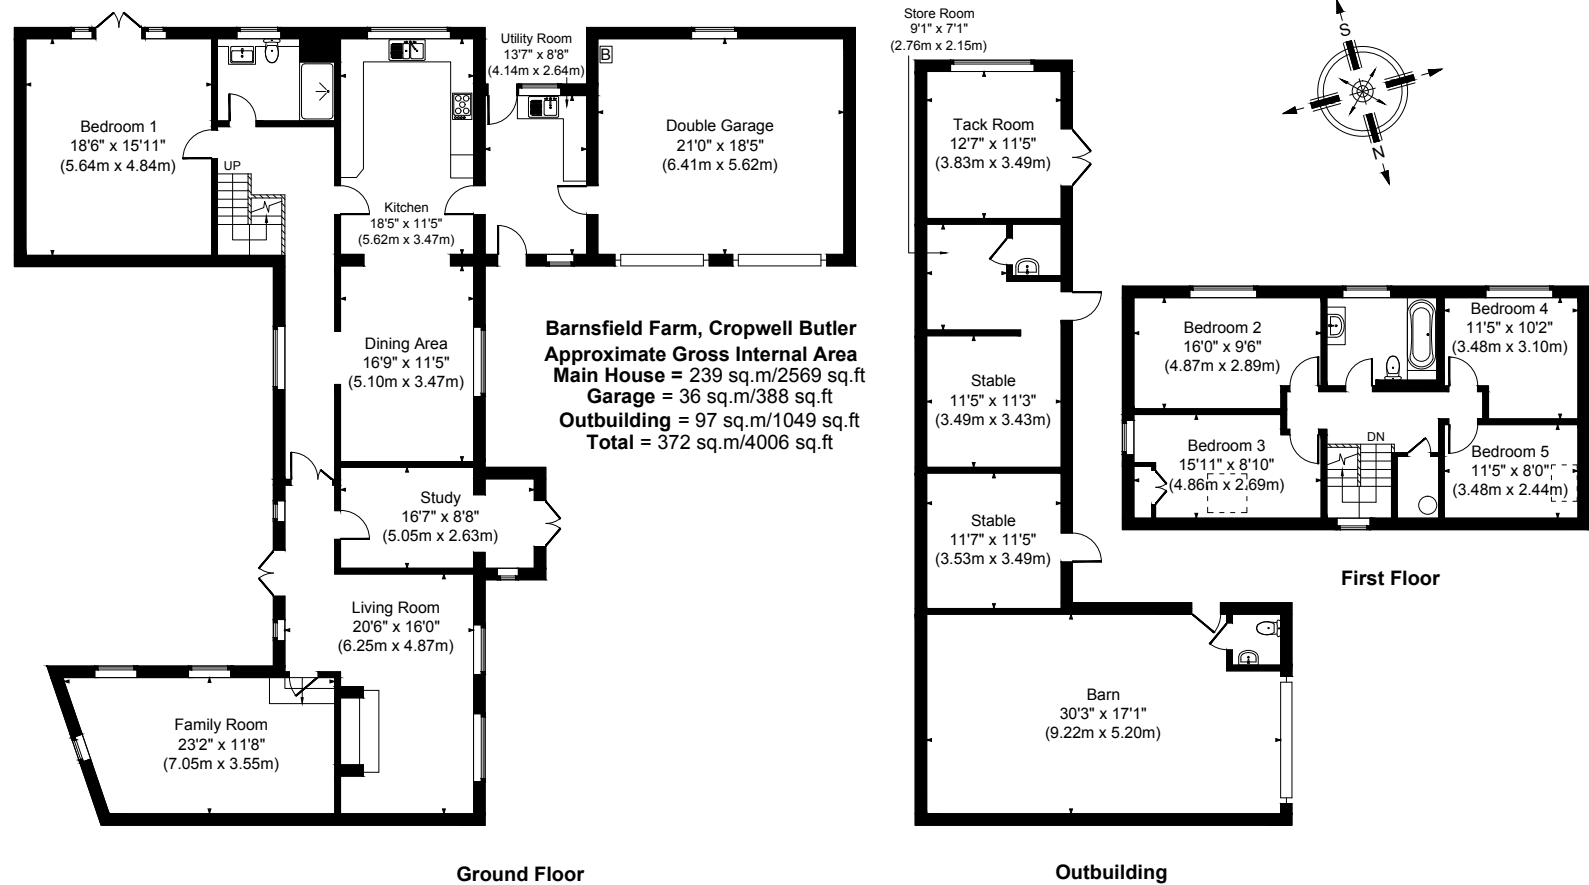 Bedroom 1
18'6" x 15'11"
(5.64m x 4.84m)
UP
Kitchen
18'5" x 11'5"
(5.62m x 3.47m)
Utility Room
13'7" x 8'8"
(4.14m x 2.64m)
B
Double Garage
21'0" x 18'5"
(6.41m x 5.62m)
Dining Area
16'9" x 11'5"
(5.10m x 3.47m)
Study
16'7" x 8'8"
(5.05m x 2.63m)
Living Room
20'6" x 16'0"
(6.25m x 4.87m)
Family Room
23'2" x 11'8"
(7.05m x 3.55m)
Ground Floor
Barnsfield Farm, Cropwell Butler
Approximate Gross Internal Area
Main House = 239 sq.m/2569 sq.ft
Garage = 36 sq.m/388 sq.ft
Outbuilding = 97 sq.m/1049 sq.ft
Total = 372 sq.m/4006 sq.ft
Store Room
9'1" x 7'1"
(2.76m x 2.15m)
Tack Room
12'7" x 11'5"
(3.83m x 3.49m)
Stable
11'5" x 11'3"
(3.49m x 3.43m)
Stable
11'7" x 11'5"
(3.53m x 3.49m)
Barn
30'3" x 17'1"
(9.22m x 5.20m)
Outbuilding
S
N
Bedroom 2
16'0" x 9'6"
(4.87m x 2.89m)
Bedroom 4
11'5" x 10'2"
(3.48m x 3.10m)
Bedroom 3
15'11" x 8'10"
(4.86m x 2.69m)
DN
Bedroom 5
11'5" x 8'0"
(3.48m x 2.44m)
First Floor